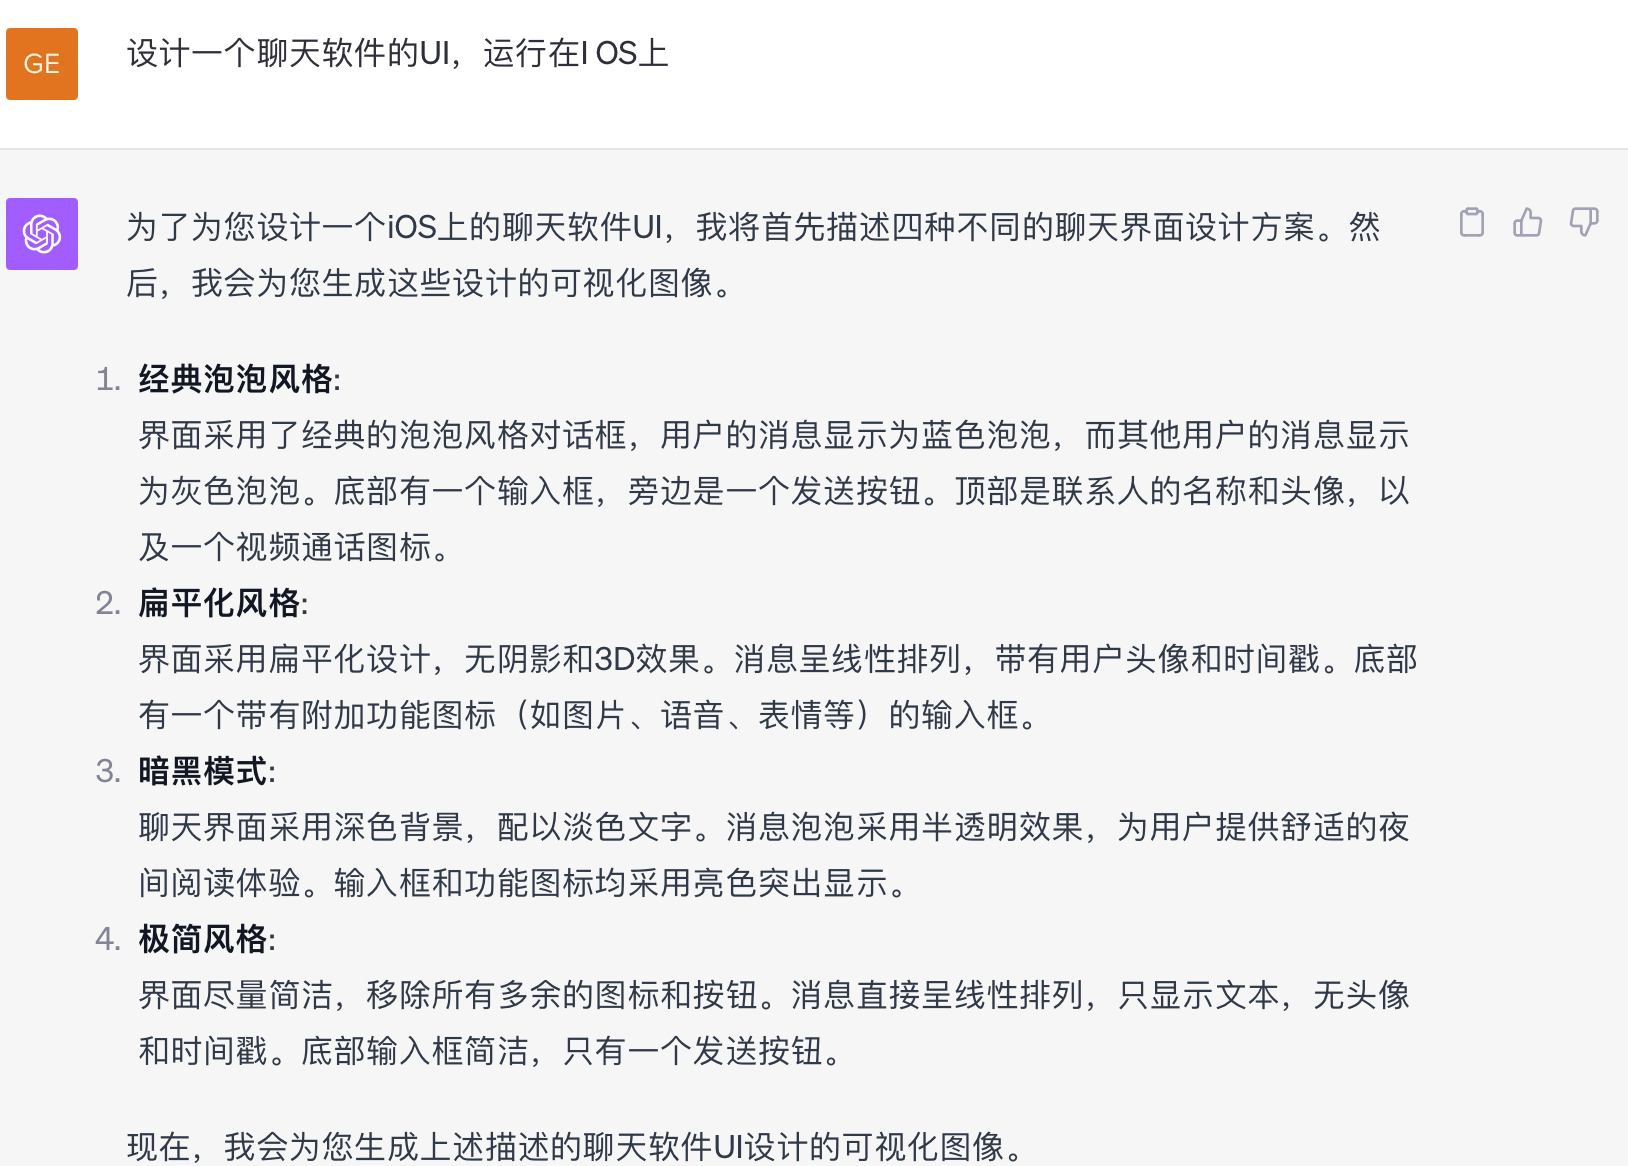 GE
设计一个聊天软件的UI，运行在I OS上
为了为您设计一个iOS上的聊天软件UI，我将首先描述四种不同的聊天界面设计方案。然
后，我会为您生成这些设计的可视化图像。
1. 经典泡泡风格:
界面采用了经典的泡泡风格对话框，用户的消息显示为蓝色泡泡，而其他用户的消息显示
为灰色泡泡。底部有一个输入框，旁边是一个发送按钮。顶部是联系人的名称和头像，以
及一个视频通话图标。
2. 扁平化风格:
界面采用扁平化设计，无阴影和3D效果。消息呈线性排列，带有用户头像和时间戳。底部
有一个带有附加功能图标（如图片、语音、表情等）的输入框。
3. 暗黑模式:
聊天界面采用深色背景，配以淡色文字。消息泡泡采用半透明效果，为用户提供舒适的夜
间阅读体验。输入框和功能图标均采用亮色突出显示。
4. 极简风格:
界面尽量简洁，移除所有多余的图标和按钮。消息直接呈线性排列，只显示文本，无头像
和时间戳。底部输入框简洁，只有一个发送按钮。
现在，我会为您生成上述描述的聊天软件UI设计的可视化图像。